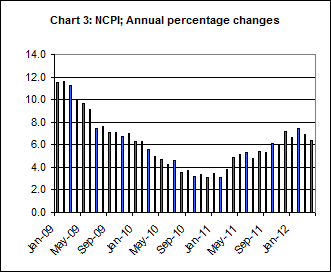 Chart 3: NCPI; Annual percentage changes
14.0
12.0
10.0
8.0
6.0
4.0
2.0
0.0
Jan-09
May-09
Sep-09
Jan-10
May-10
Sep-10
Jan-11
May-11
Sep-11
Jan-12